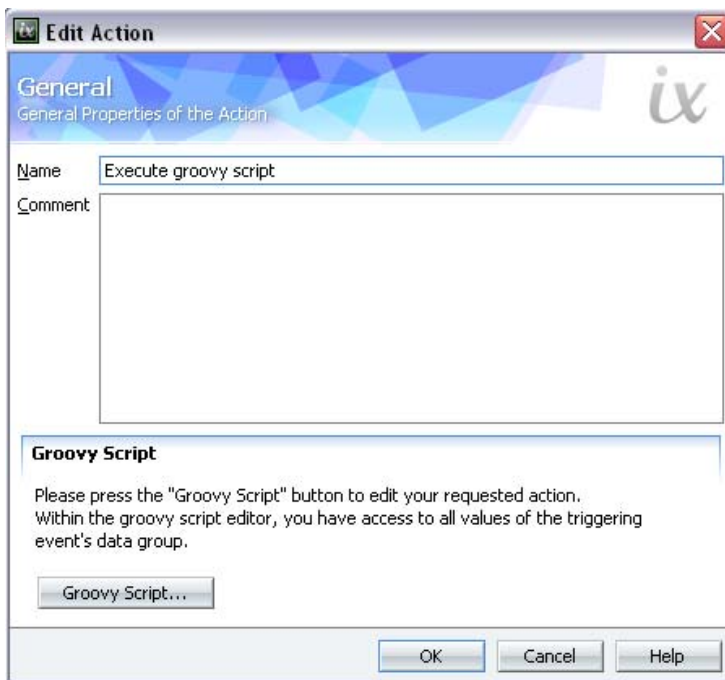 ix Edit Action
General
General Properties of the Action
ix
Name Execute groovy script
Comment
Groovy Script
Please press the "Groovy Script" button to edit your requested action.
Within the groovy script editor, you have access to all values of the triggering
event's data group.
Groovy Script...
OK Cancel Help